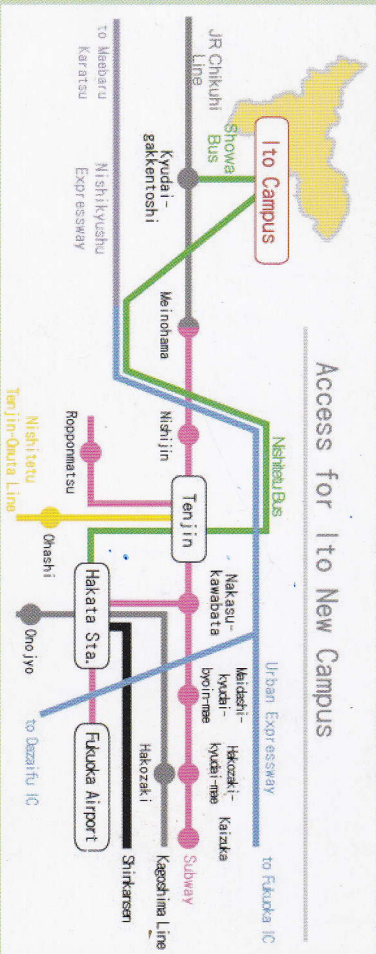 Access for Ito New Campus
Ito Campus
Showa
Bus
JR Chikuhi
Line
Kyudai-
gakkentoshi
Meinohama
Nishijin
Nishitetu Bus
Urban Expressway
to Fukuoka IC
to Maebaru
Karatsu
Nishikyushu
Expressway
Ropponmatsu
Tenjin
Nakasu-
kawabata
Maidashi-
kyudai-
byoin-mae
Hakozaki-
kyudai-mae
Kaizuka
Subway
Nishitetu
Tenjin-Omuta Line
Ohashi
Hakata Sta.
Hakozaki
Kagoshima Line
Fukuoka Airport
Shinkansen
Onojyo
to Dazaifu IC